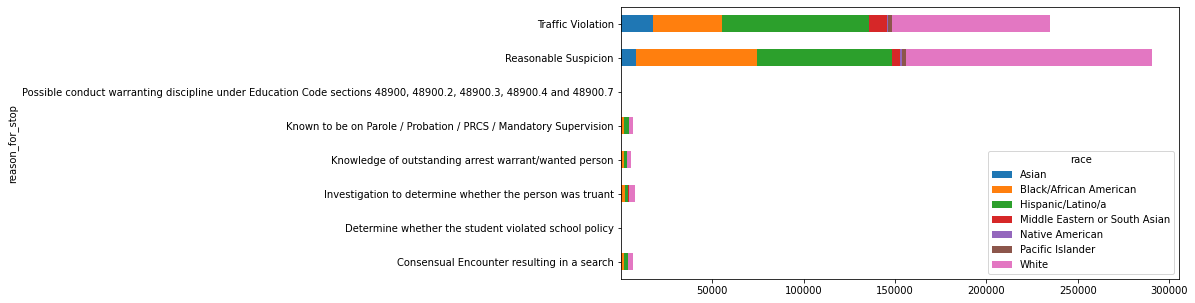 reason_for_stop
Traffic Violation
Reasonable Suspicion
Possible conduct warranting discipline under Education Code sections 48900, 48900.2, 48900.3, 48900.4 and 48900.7
Known to be on Parole / Probation / PRCS / Mandatory Supervision
Knowledge of outstanding arrest warrant/wanted person
Investigation to determine whether the person was truant
Determine whether the student violated school policy
Consensual Encounter resulting in a search
race
Asian
Black/African American
Hispanic/Latino/a
Middle Eastern or South Asian
Native American
Pacific Islander
White
50000 100000 150000 200000 250000 300000